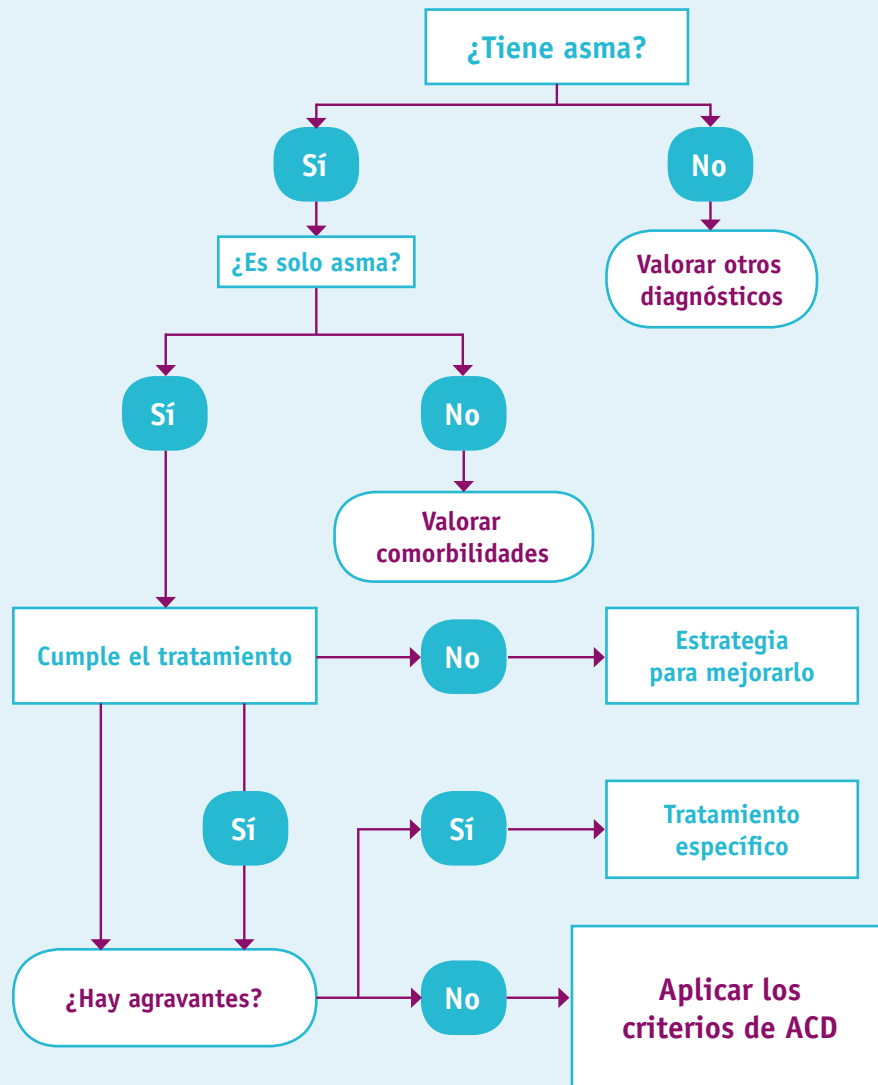 ¿Tiene asma?
Sí
No
¿Es solo asma?
Valorar otros
diagnósticos
Sí
No
Valorar
comorbilidades
Cumple el tratamiento
No
Estrategia
para mejorarlo
Sí
Sí
Tratamiento
específico
¿Hay agravantes?
No
Aplicar los
criterios de ACD